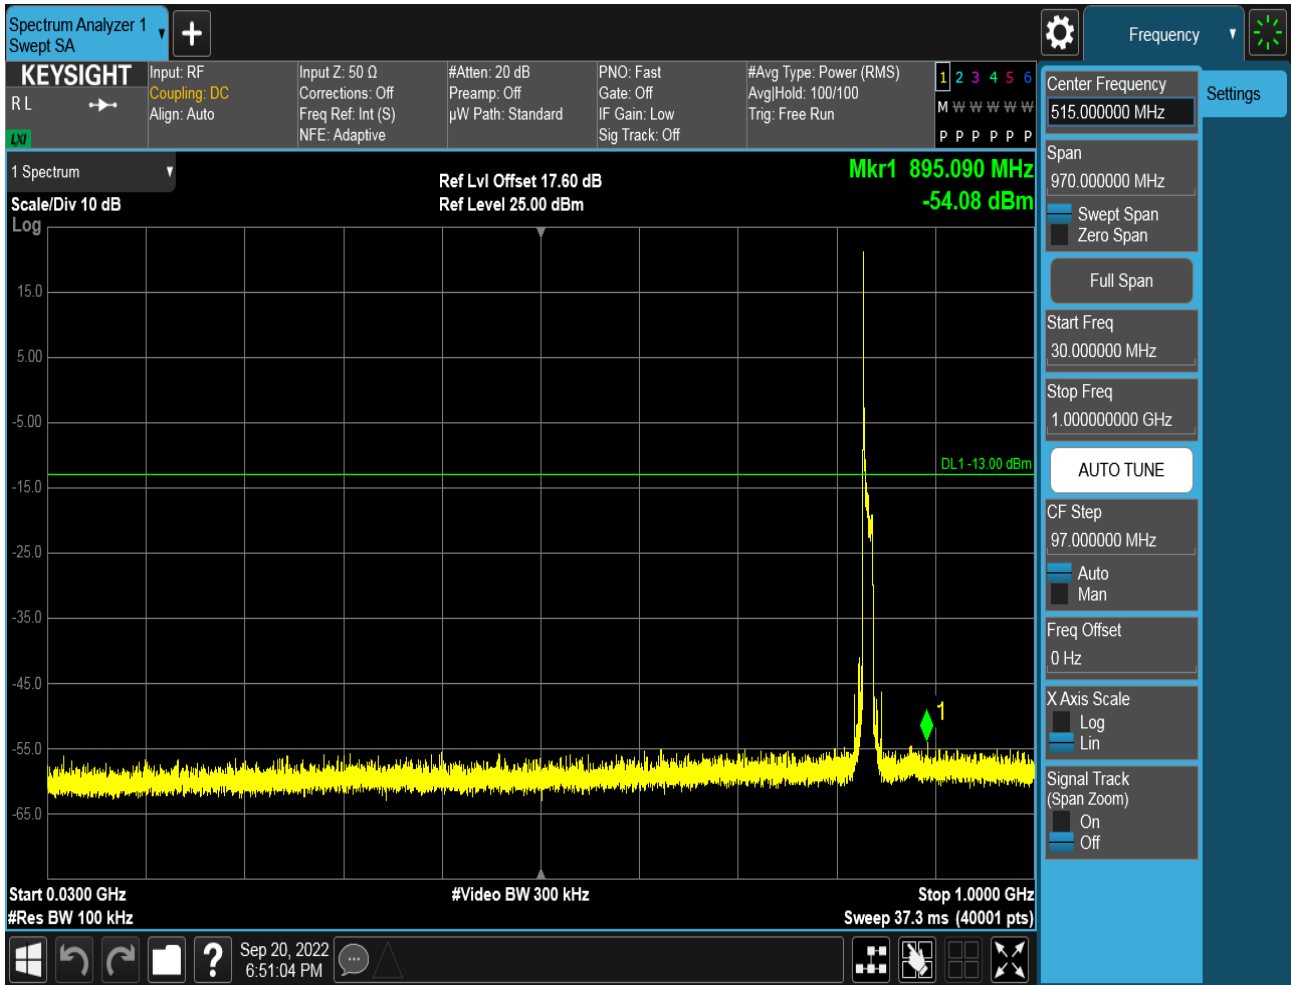 Spectrum Analyzer 1
Swept SA
Frequency
KEYSIGHT
R L
LXI
Input: RF
Coupling: DC
Align: Auto
Input Z: 50 Ω
Corrections: Off
Freq Ref: Int (S)
NFE: Adaptive
#Atten: 20 dB
Preamp: Off
µW Path: Standard
PNO: Fast
Gate: Off
IF Gain: Low
Sig Track: Off
#Avg Type: Power (RMS)
Avg|Hold: 100/100
Trig: Free Run
1 2 3 4 5 6
M W W W W W
P P P P P P
1 Spectrum
Scale/Div 10 dB
Log
Ref Lvl Offset 17.60 dB
Ref Level 25.00 dBm
Mkr1 895.090 MHz
-54.08 dBm
15.0
5.00
-5.00
DL1 -13.00 dBm
-15.0
-25.0
-35.0
-45.0
1
-55.0
-65.0
Start 0.0300 GHz
#Res BW 100 kHz
#Video BW 300 kHz
Stop 1.0000 GHz
Sweep 37.3 ms (40001 pts)
Center Frequency
515.000000 MHz
Settings
Span
970.000000 MHz
Swept Span
Zero Span
Full Span
Start Freq
30.000000 MHz
Stop Freq
1.000000000 GHz
AUTO TUNE
CF Step
97.000000 MHz
Auto
Man
Freq Offset
0 Hz
X Axis Scale
Log
Lin
Signal Track
(Span Zoom)
On
Off
?
Sep 20, 2022
6:51:04 PM